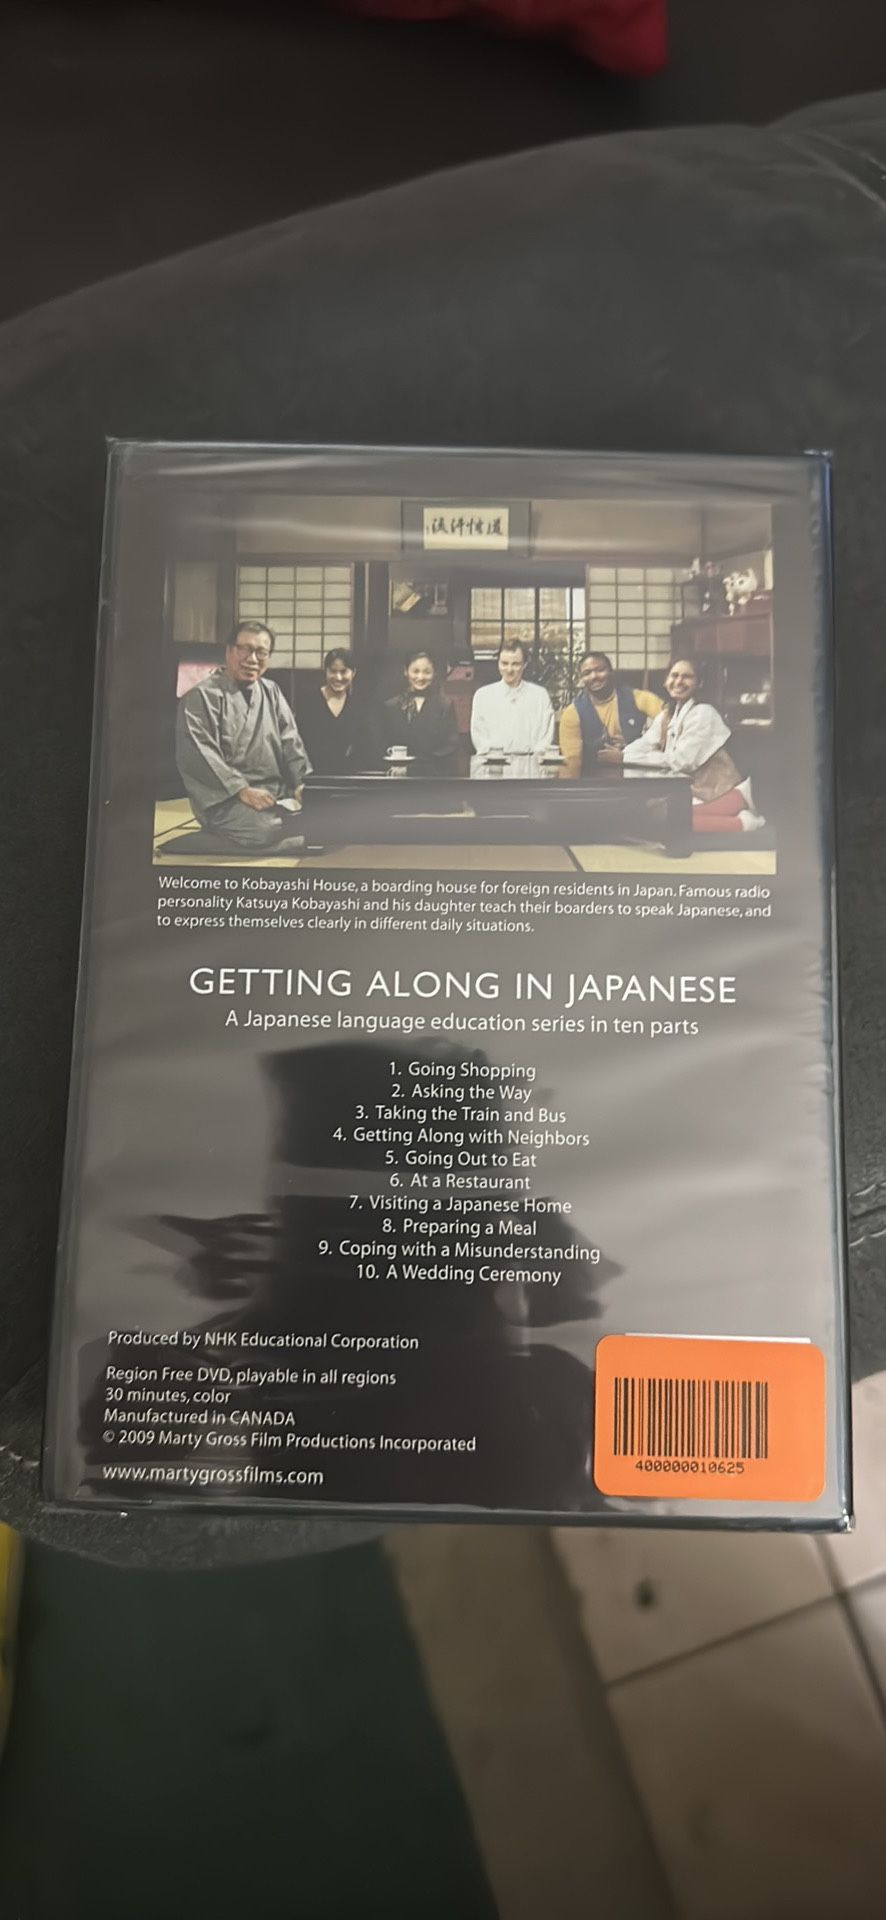 Welcome to Kobayashi House, a boarding house for foreign residents in Japan. Famous radio
personality Katsuya Kobayashi and his daughter teach their boarders to speak Japanese, and
to express themselves clearly in different daily situations.
GETTING ALONG IN JAPANESE
A Japanese language education series in ten parts
1. Going Shopping
2. Asking the Way
3. Taking the Train and Bus
4. Getting Along with Neighbors
5. Going Out to Eat
6. At a Restaurant
7. Visiting a Japanese Home
8. Preparing a Meal
9. Coping with a Misunderstanding
10. A Wedding Ceremony
Produced by NHK Educational Corporation
Region Free DVD, playable in all regions
30 minutes, color
Manufactured in CANADA
© 2009 Marty Gross Film Productions Incorporated
www.martygrossfilms.com
400000010625